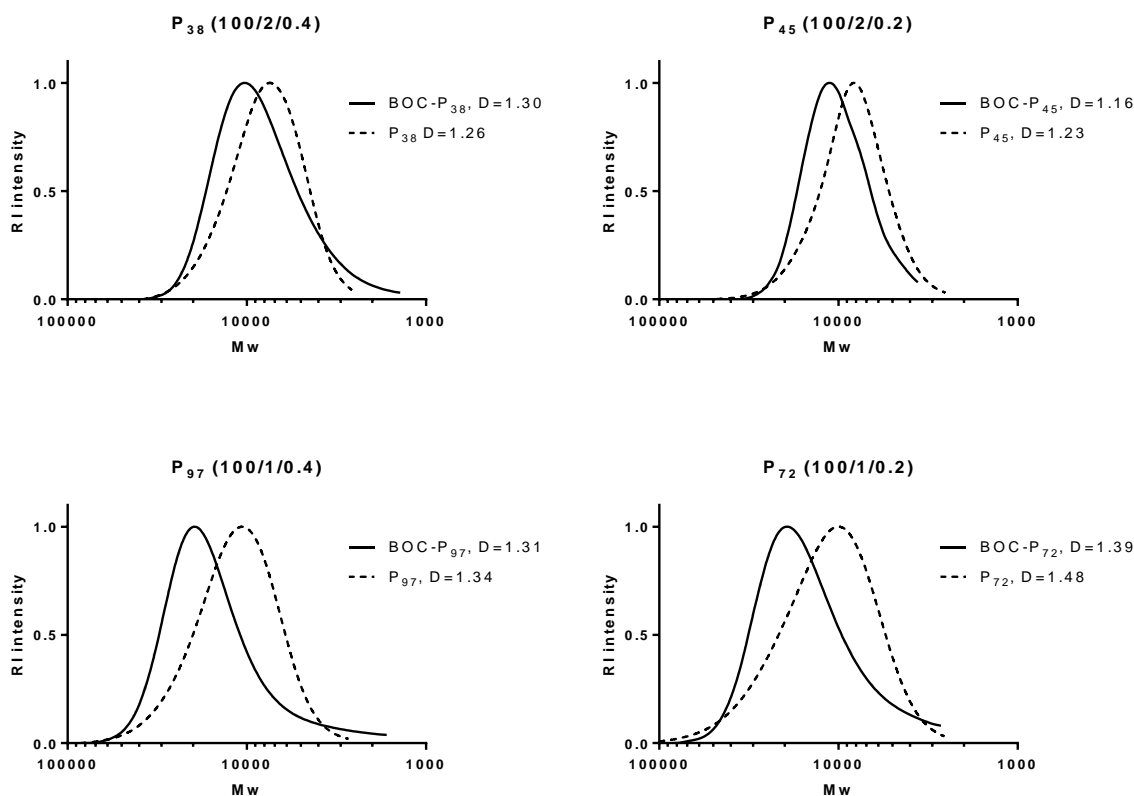 P38 (100/2/0.4)
1.0
0.5
0.0
RI intensity
100000
10000
1000
Mw
BOC-P38, D=1.30
P38 D=1.26
P45 (100/2/0.2)
1.0
0.5
0.0
RI intensity
100000
10000
1000
Mw
BOC-P45, D=1.16
P45, D=1.23
P97 (100/1/0.4)
1.0
0.5
0.0
RI intensity
100000
10000
1000
Mw
BOC-P97, D=1.31
P97, D=1.34
P72 (100/1/0.2)
1.0
0.5
0.0
RI intensity
100000
10000
1000
Mw
BOC-P72, D=1.39
P72, D=1.48